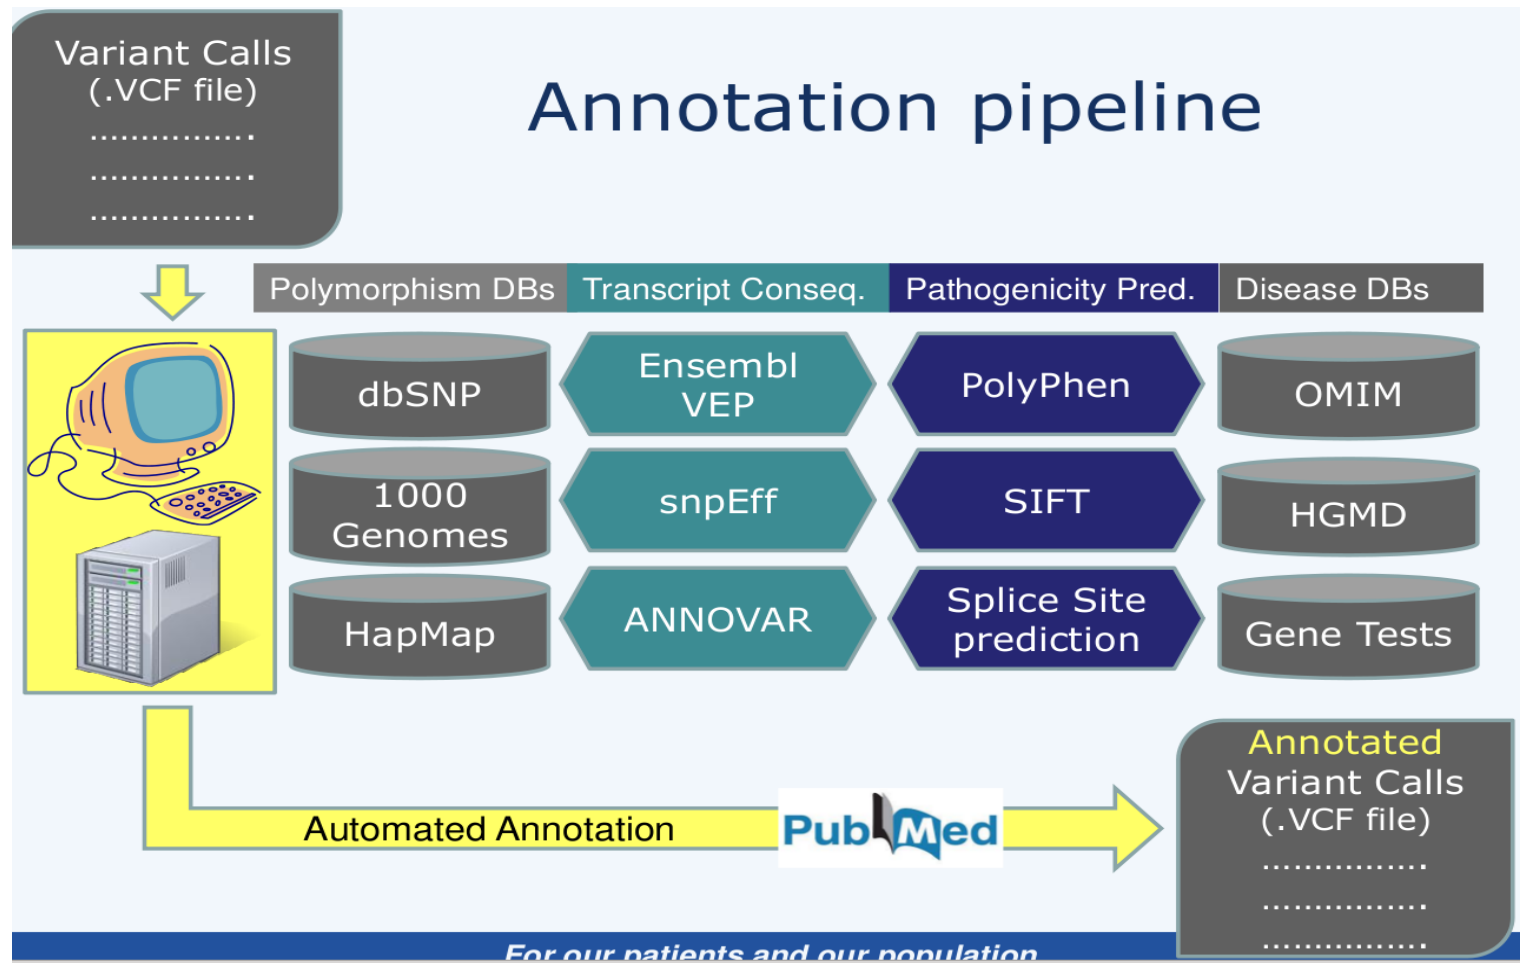 Variant Calls
(.VCF file)
...............
...............
...............
Annotation pipeline
Polymorphism DBs
Transcript Conseq.
Pathogenicity Pred.
Disease DBs
dbSNP
Ensembl
VEP
PolyPhen
OMIM
1000
Genomes
snpEff
SIFT
HGMD
HapMap
ANNOVAR
Splice Site
prediction
Gene Tests
Automated Annotation
PubMed
Annotated
Variant Calls
(.VCF file)
...............
...............
...............
For our patients and our population